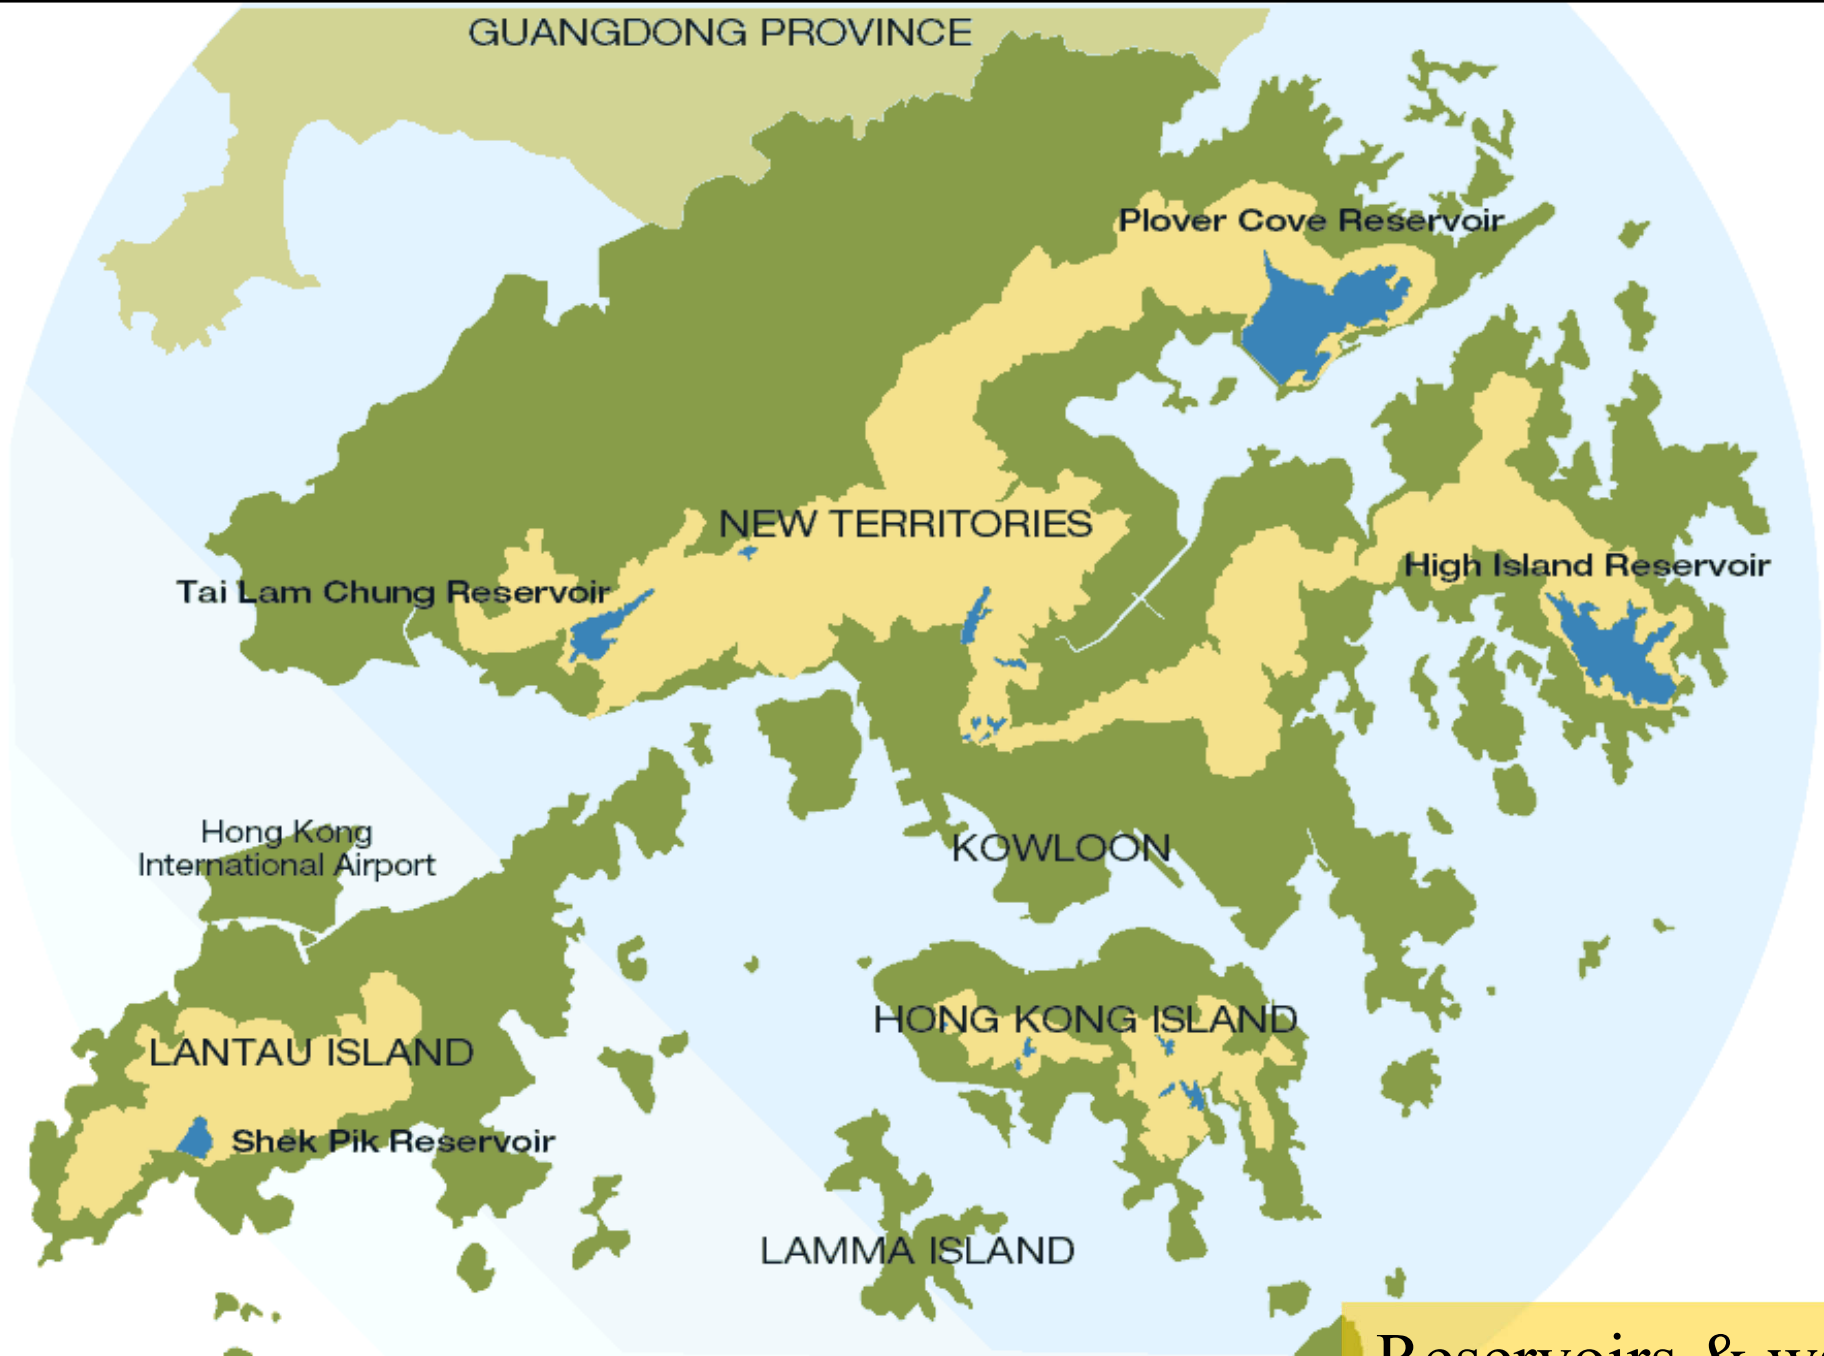 GUANGDONG PROVINCE
Plover Cove Reservoir
NEW TERRITORIES
High Island Reservoir
Tai Lam Chung Reservoir
Hong Kong
International Airport
KOWLOON
HONG KONG ISLAND
LANTAU ISLAND
Shek Pik Reservoir
LAMMA ISLAND
Reservoirs &